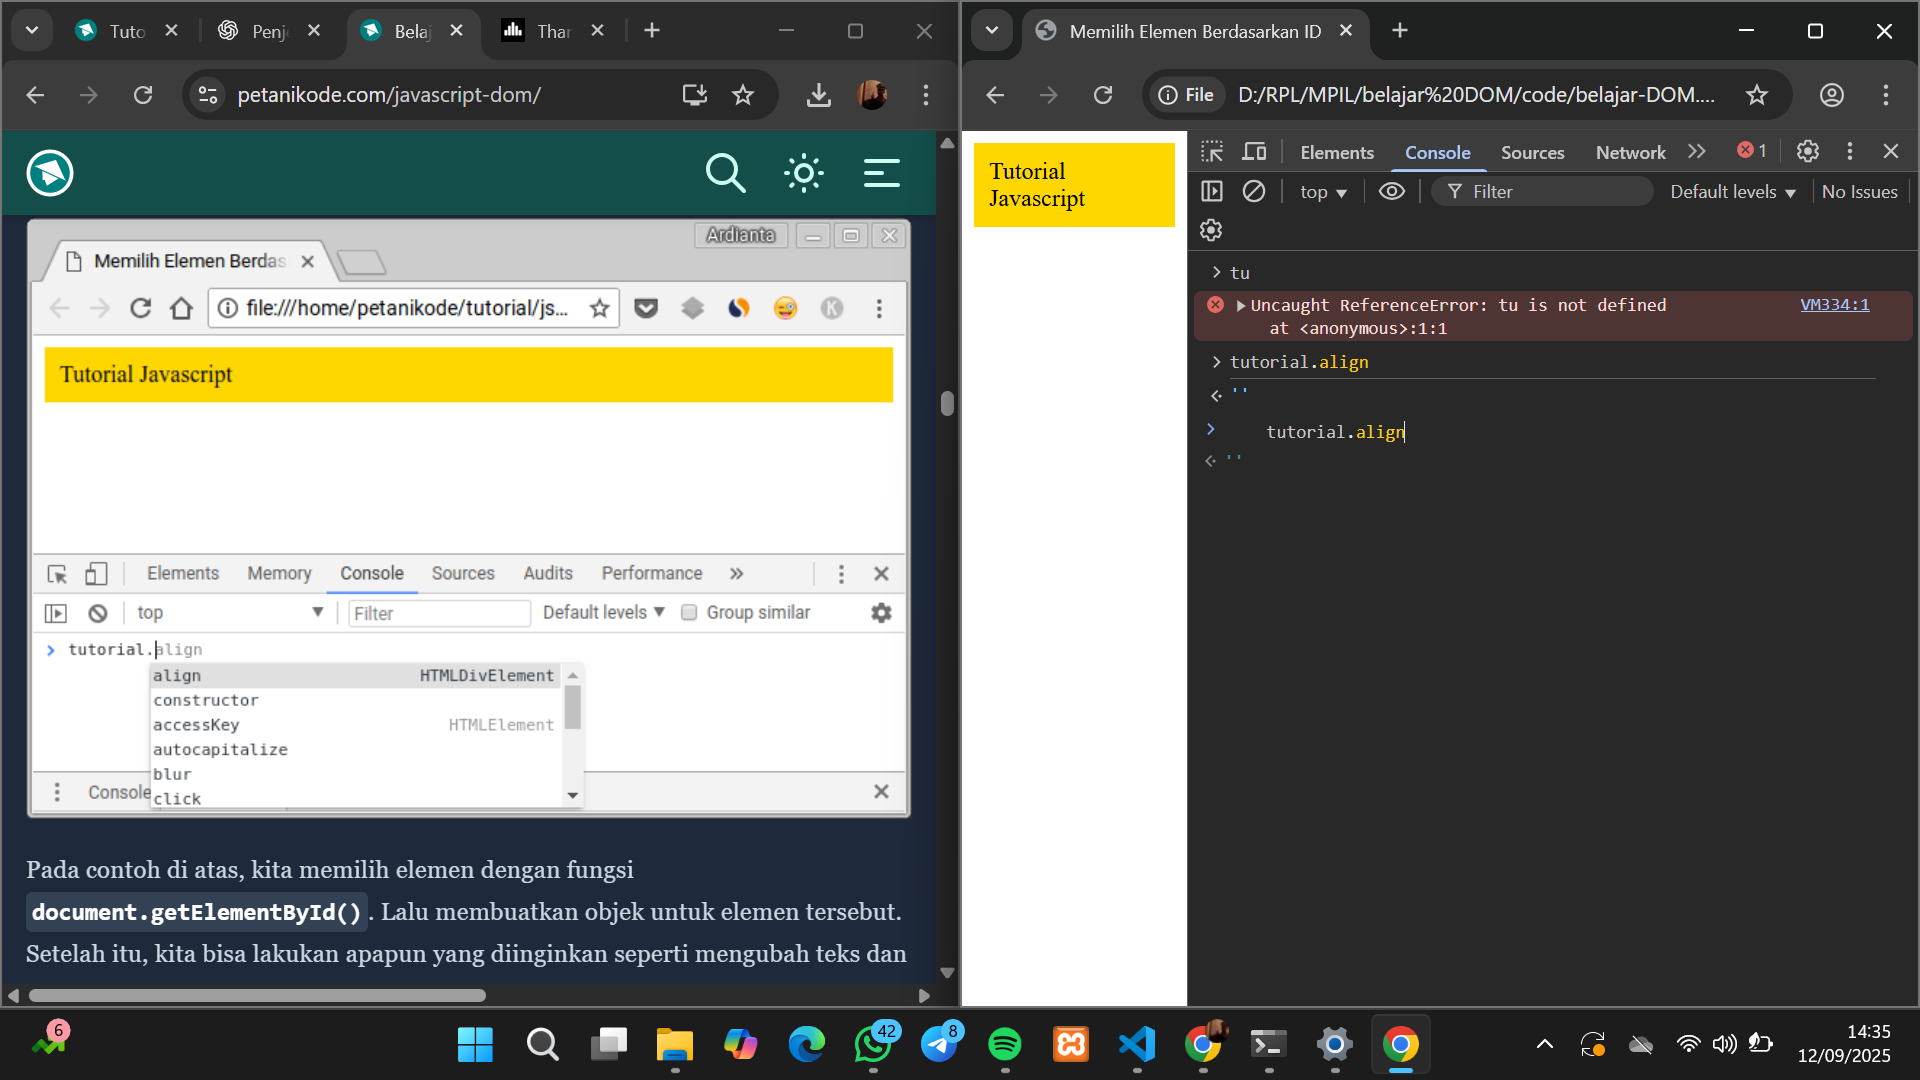 Tuto
Penj
Belaj
Thar
petanikode.com/javascript-dom/
Ardianta
Memilih Elemen Berdas
file:///home/petanikode/tutorial/js...
K
Tutorial Javascript
Elements Memory Console Sources Audits Performance
top Filter Default levels Group similar
tutorial.align
align HTMLDivElement
constructor
accessKey HTMLElement
autocapitalize
blur
click
Console
Pada contoh di atas, kita memilih elemen dengan fungsi
document.getElementById(). Lalu membuatkan objek untuk elemen tersebut.
Setelah itu, kita bisa lakukan apapun yang diinginkan seperti mengubah teks dan
Memilih Elemen Berdasarkan ID
File D:/RPL/MPIL/belajar%20DOM/code/belajar-DOM....
Tutorial
Javascript
Elements Console Sources Network 1
top Filter Default levels No Issues
tu
Uncaught ReferenceError: tu is not defined VM334:1
at <anonymous>:1:1
tutorial.align
''
tutorial.align
''
6
42
8
14:35
12/09/2025